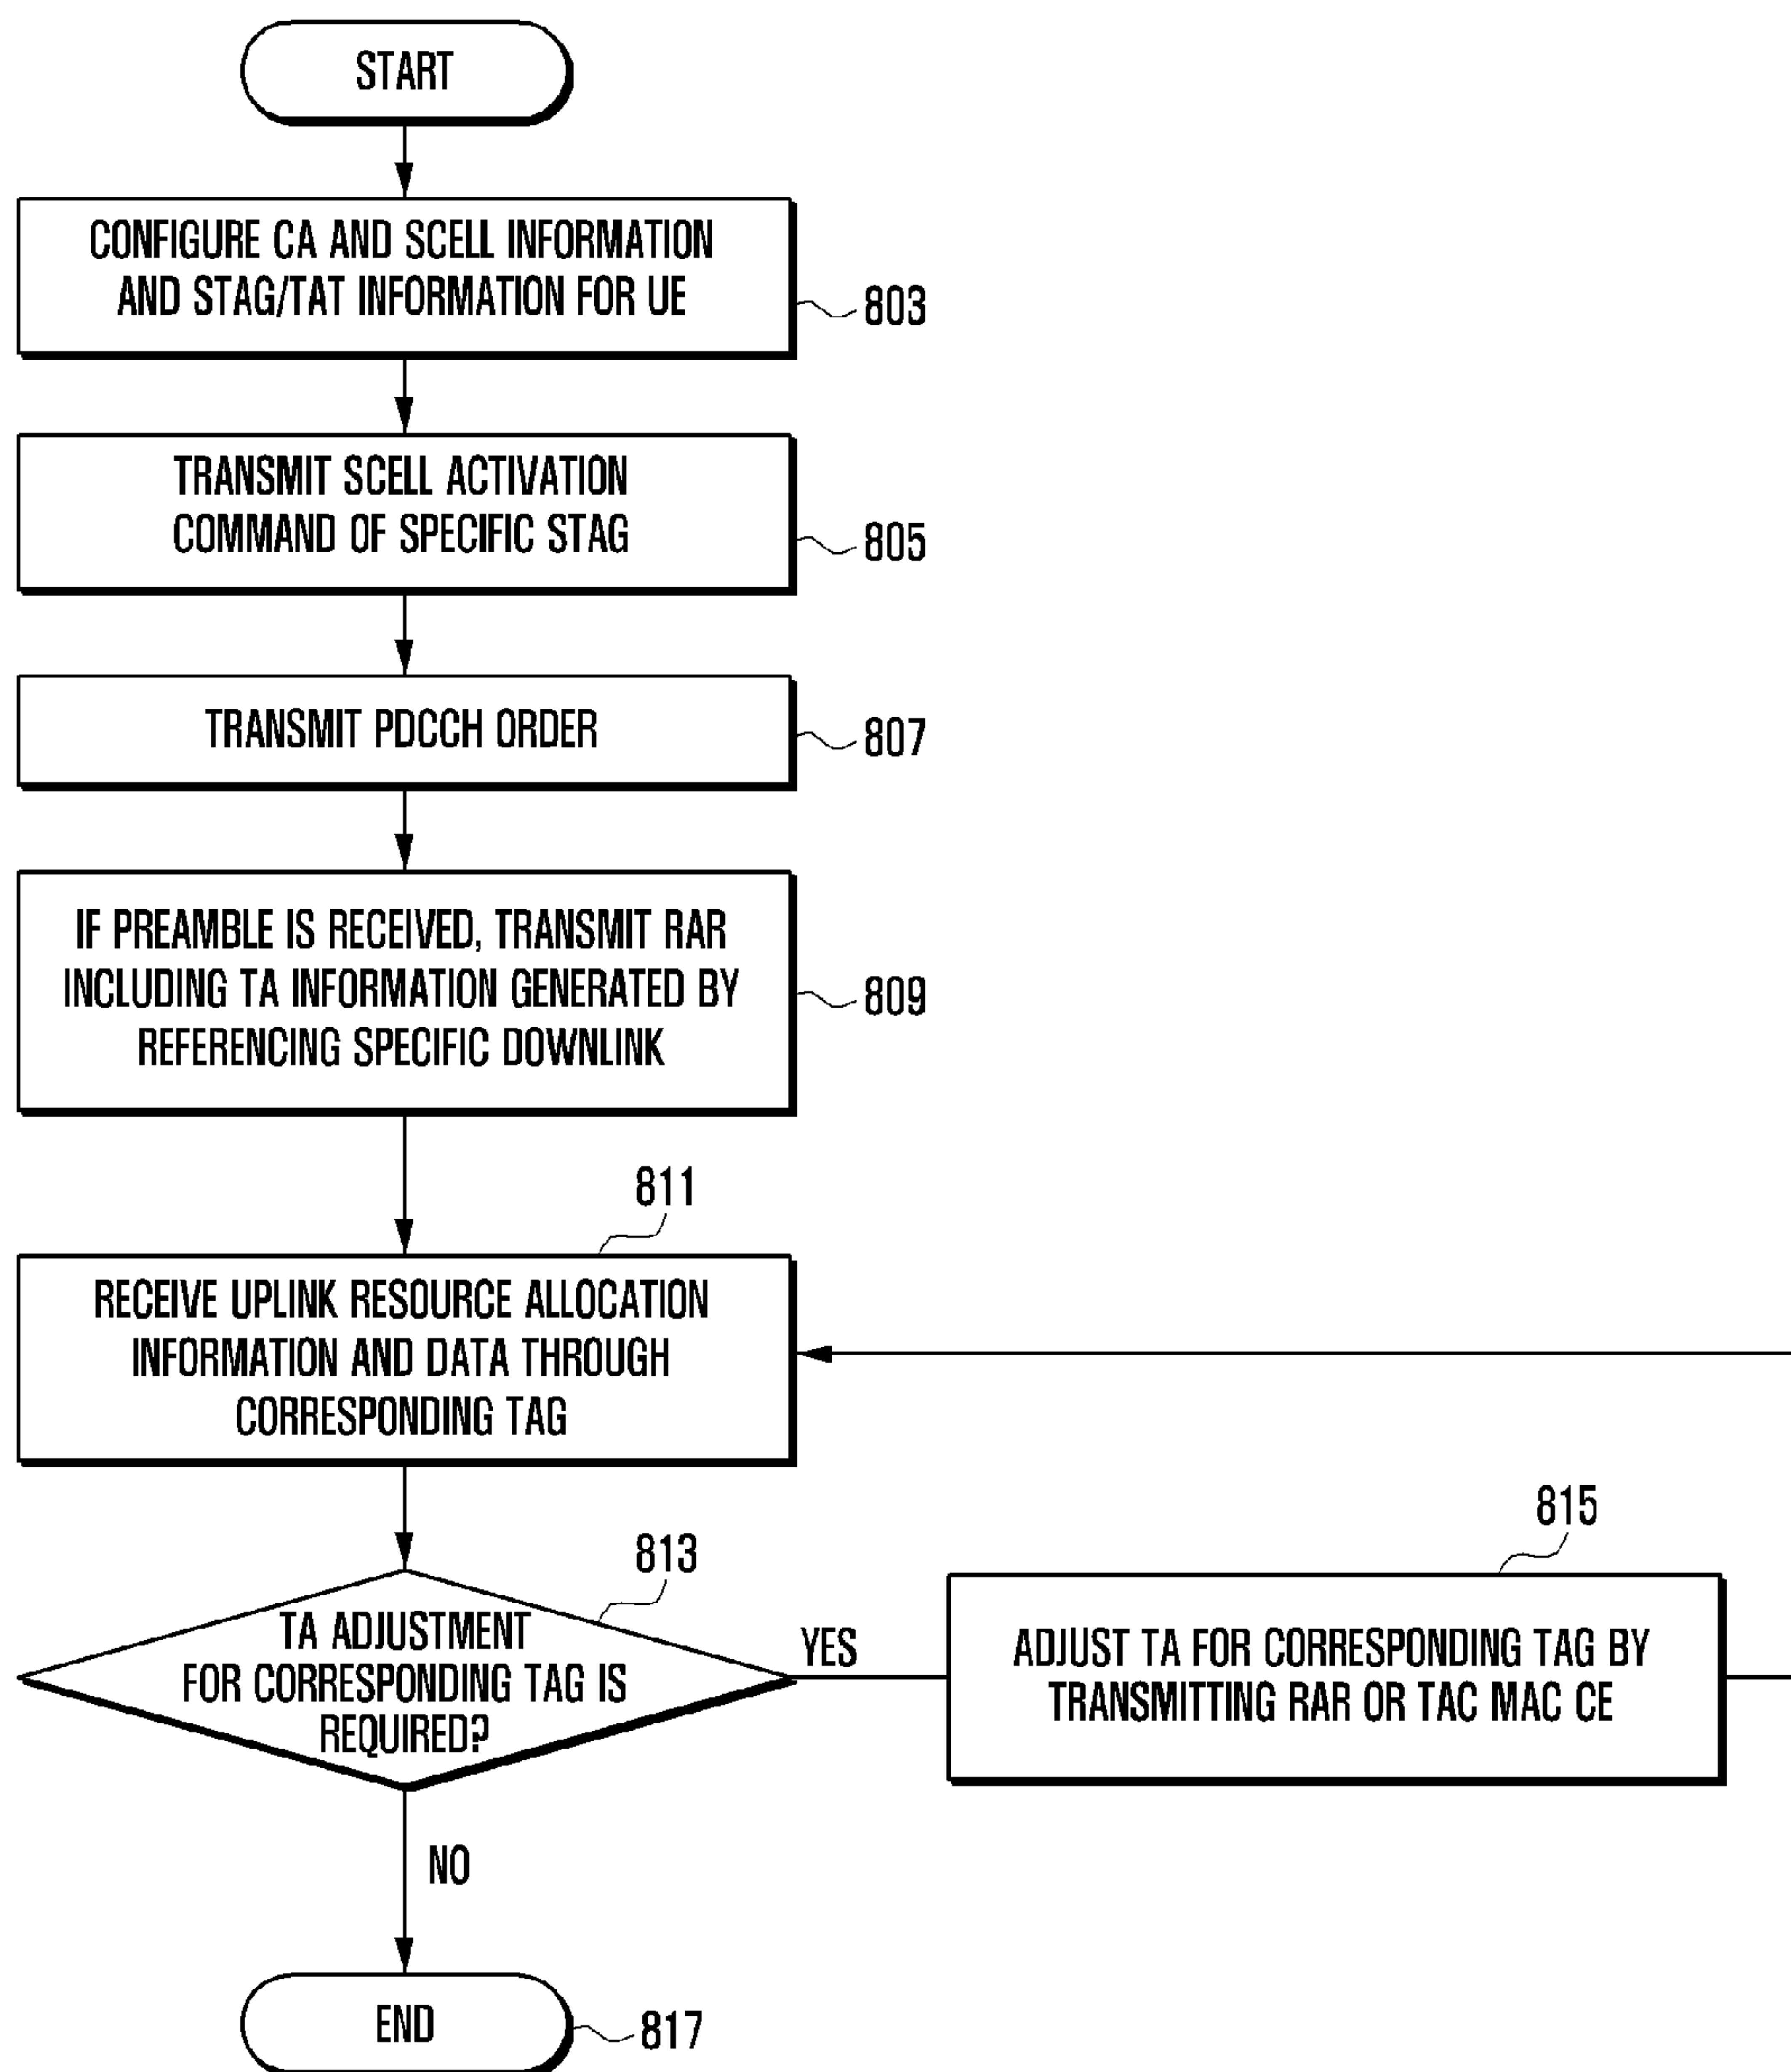 START
CONFIGURE CA AND SCELL INFORMATION
AND STAG/TAT INFORMATION FOR UE
803
TRANSMIT SCELL ACTIVATION
COMMAND OF SPECIFIC STAG
805
TRANSMIT PDCCH ORDER
807
IF PREAMBLE IS RECEIVED, TRANSMIT RAR
INCLUDING TA INFORMATION GENERATED BY
REFERENCING SPECIFIC DOWNLINK
809
811
RECEIVE UPLINK RESOURCE ALLOCATION
INFORMATION AND DATA THROUGH
CORRESPONDING TAG
813
TA ADJUSTMENT
FOR CORRESPONDING TAG IS
REQUIRED?
YES
815
ADJUST TA FOR CORRESPONDING TAG BY
TRANSMITTING RAR OR TAC MAC CE
NO
END
817